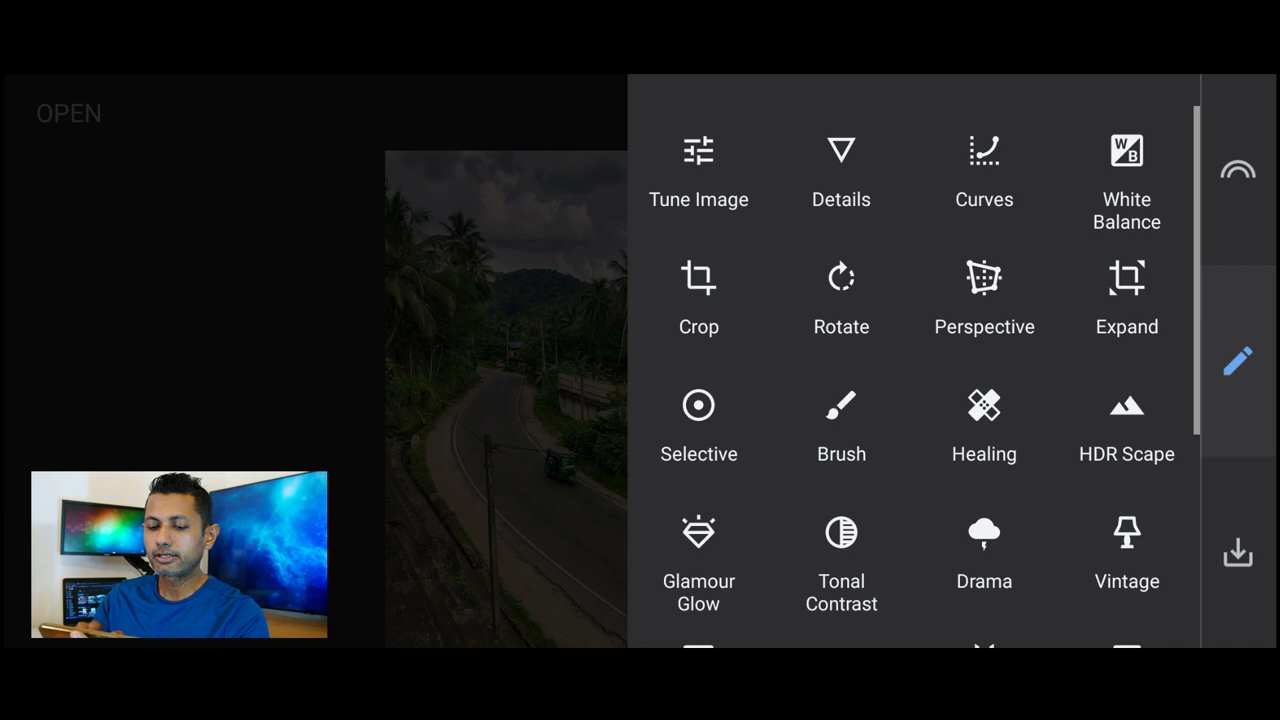 OPEN
Tune Image
Details
Curves
W
B
White
Balance
Crop
Rotate
Perspective
Expand
Selective
Brush
Healing
HDR Scape
Glamour
Glow
Tonal
Contrast
Drama
Vintage